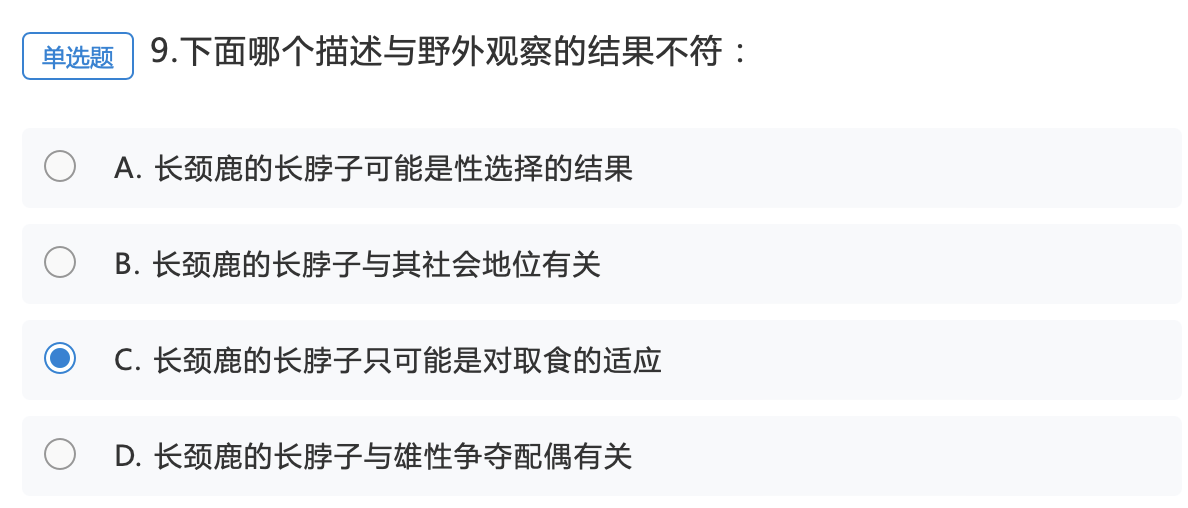 单选题 9.下面哪个描述与野外观察的结果不符：
A. 长颈鹿的长脖子可能是性选择的结果
B. 长颈鹿的长脖子与其社会地位有关
C. 长颈鹿的长脖子只可能是对取食的适应
D. 长颈鹿的长脖子与雄性争夺配偶有关